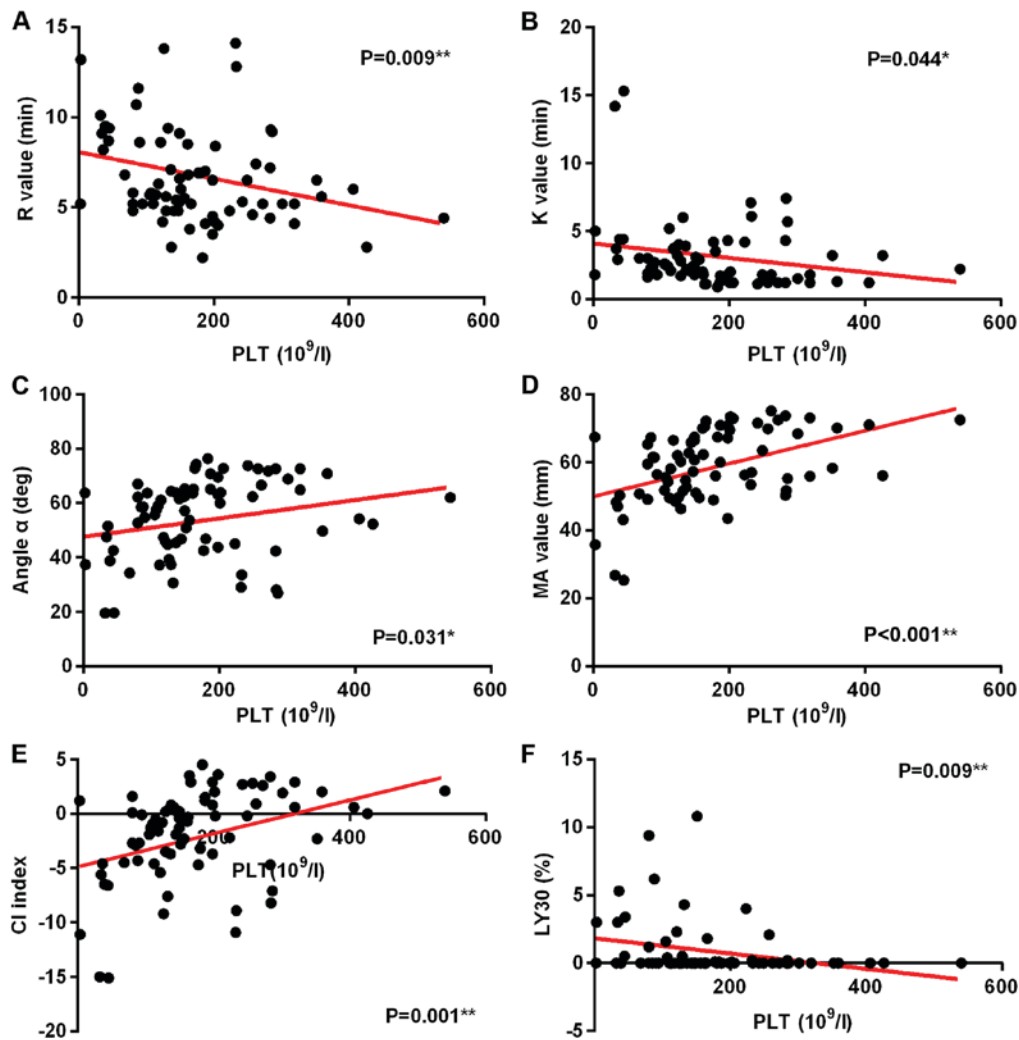 A
15
10
5
0
R value (min)
P=0.009**
0
200
400
600
PLT (10⁹/l)
B
20
15
10
5
0
K value (min)
P=0.044*
0
200
400
600
PLT (10⁹/l)
C
100
80
60
40
20
0
Angle α (deg)
P=0.031*
0
200
400
600
PLT (10⁹/l)
D
80
60
40
20
0
MA value (mm)
P<0.001**
0
200
400
600
PLT (10⁹/l)
E
5
0
-5
-10
-15
-20
CI index
200
400
600
PLT(10⁹/l)
P=0.001**
F
15
10
5
0
-5
LY30 (%)
P=0.009**
200
400
600
PLT (10⁹/l)